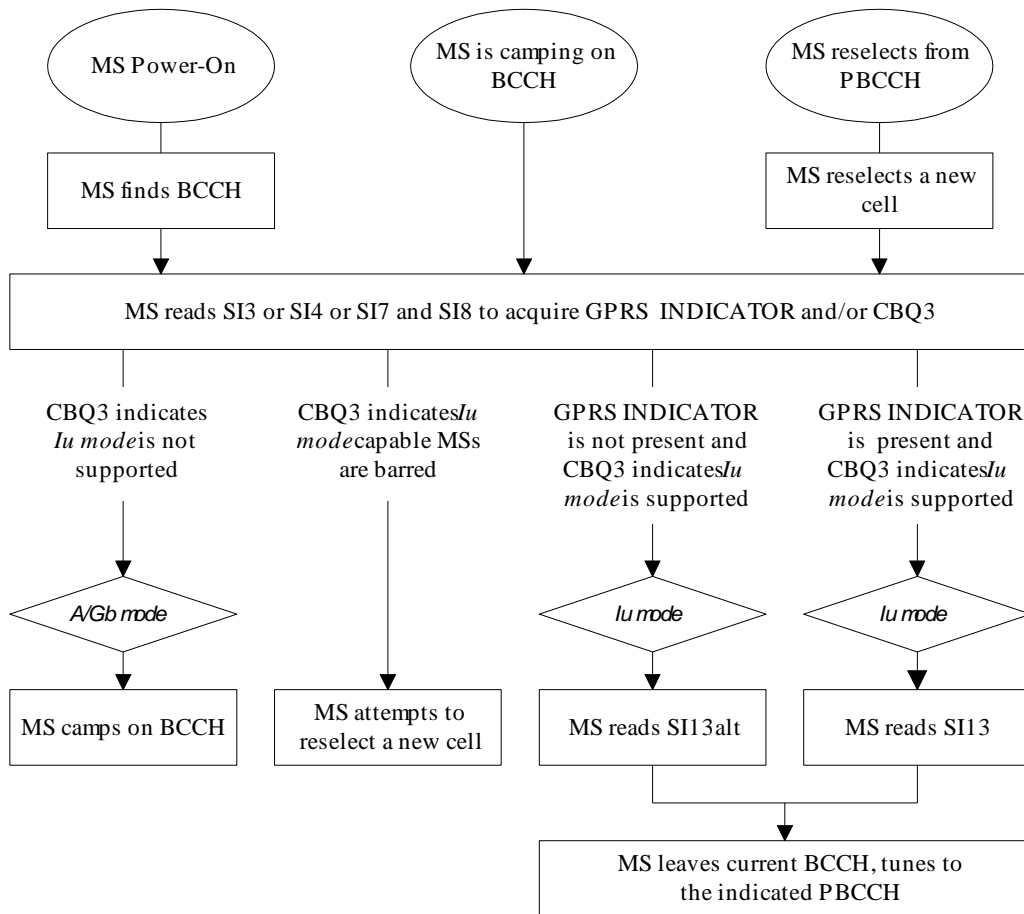 MS Power-On
MS is camping on
BCCH
MS reselects from
PBCCH
MS finds BCCH
MS reselects a new
cell
MS reads SI3 or SI4 or SI7 and SI8 to acquire GPRS INDICATOR and/or CBQ3
CBQ3 indicates
Iu mode is not
supported
CBQ3 indicates Iu
mode capable MSs
are barred
GPRS INDICATOR
is not present and
CBQ3 indicates Iu
mode is supported
GPRS INDICATOR
is present and
CBQ3 indicates Iu
mode is supported
A/Gb mode
Iu mode
Iu mode
MS camps on BCCH
MS attempts to
reselect a new cell
MS reads SI13alt
MS reads SI13
MS leaves current BCCH, tunes to
the indicated PBCCH